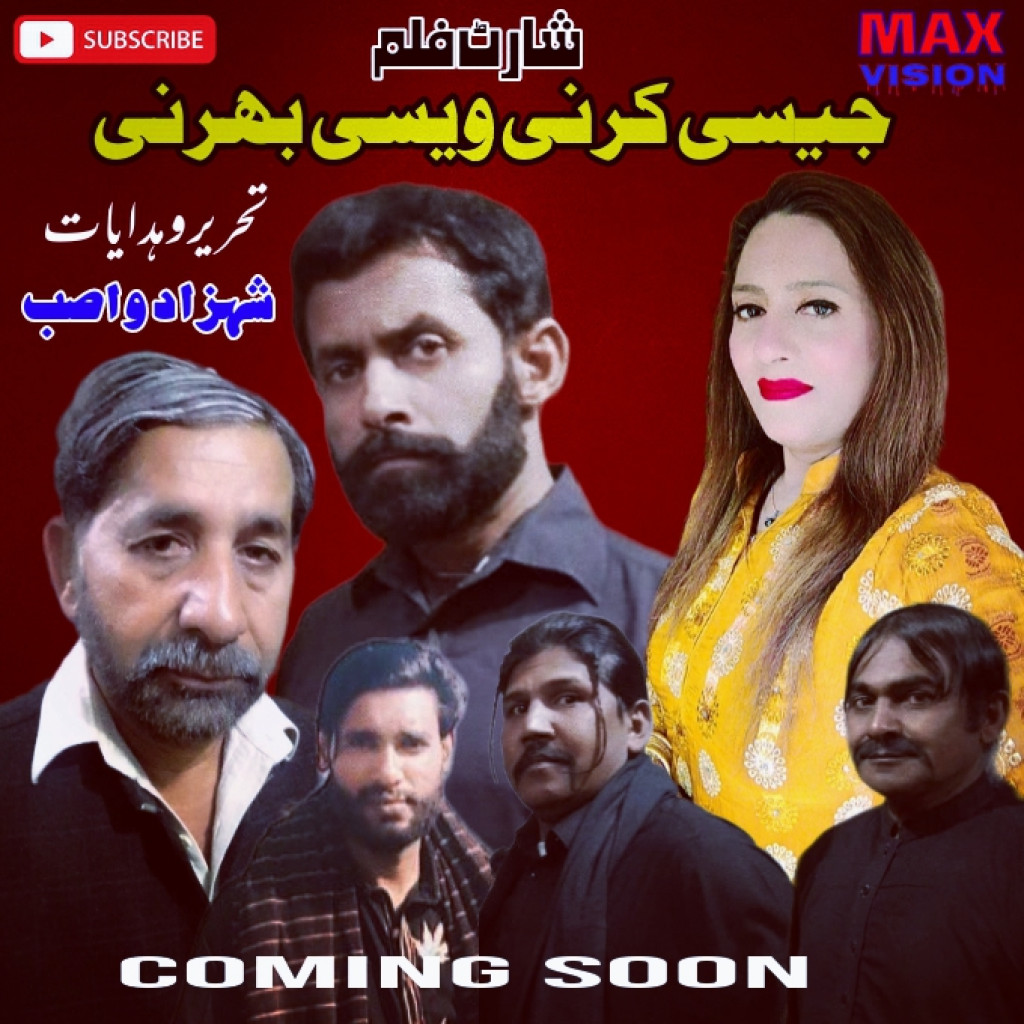 SUBSCRIBE
شارٹ فلم
MAX
VISION
جیسی کرنی ویسی بھرنی
تحریر و ہدایات
شہزاد واصب
COMING SOON